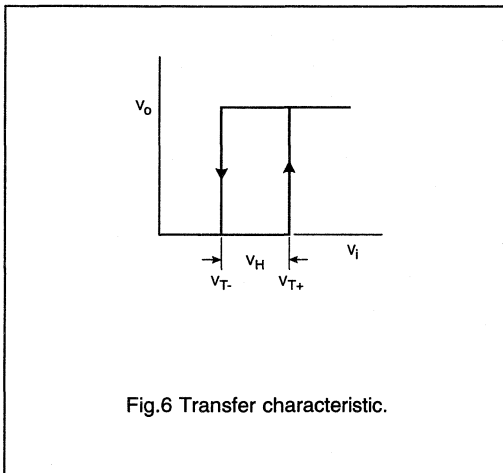 Vo
Vi
VH
VT- VT+
Fig.6 Transfer characteristic.